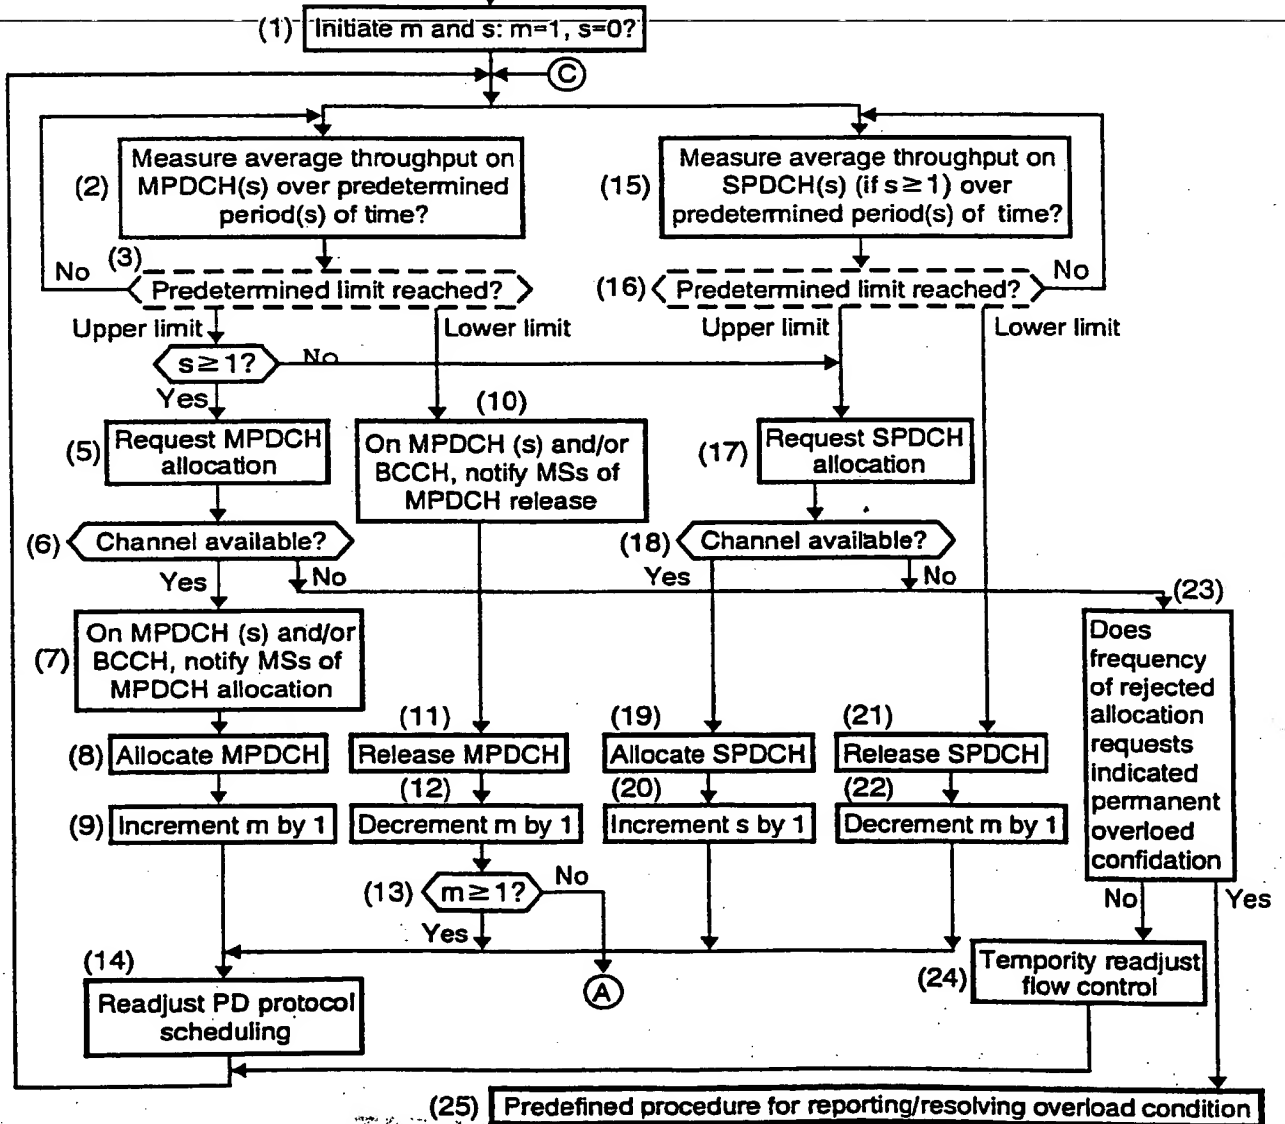 (1) Initiate m and s: m=1, s=0?
C
(2) Measure average throughput on
MPDCH(s) over predetermined
period(s) of time?
(15) Measure average throughput on
SPDCH(s) (if s ≥ 1) over
predetermined period(s) of time?
(3)
No
Predetermined limit reached?
(16) Predetermined limit reached?
No
Upper limit
Lower limit
Upper limit
Lower limit
s ≥ 1?
No
Yes
(5) Request MPDCH
allocation
(10)
On MPDCH (s) and/or
BCCH, notify MSs of
MPDCH release
(17) Request SPDCH
allocation
(6) Channel available?
Yes
No
(18) Channel available?
Yes
No
(7) On MPDCH (s) and/or
BCCH, notify MSs of
MPDCH allocation
(23)
Does
frequency
of rejected
allocation
requests
indicated
permanent
overloed
confidation
No
Yes
(8) Allocate MPDCH
(11)
Release MPDCH
(19)
Allocate SPDCH
(21)
Release SPDCH
(9) Increment m by 1
(12)
Decrement m by 1
(20)
Increment s by 1
(22)
Decrement m by 1
(13) m ≥ 1?
No
Yes
A
(14)
Readjust PD protocol
scheduling
(24) Tempority readjust
flow control
(25) Predefined procedure for reporting/resolving overload condition